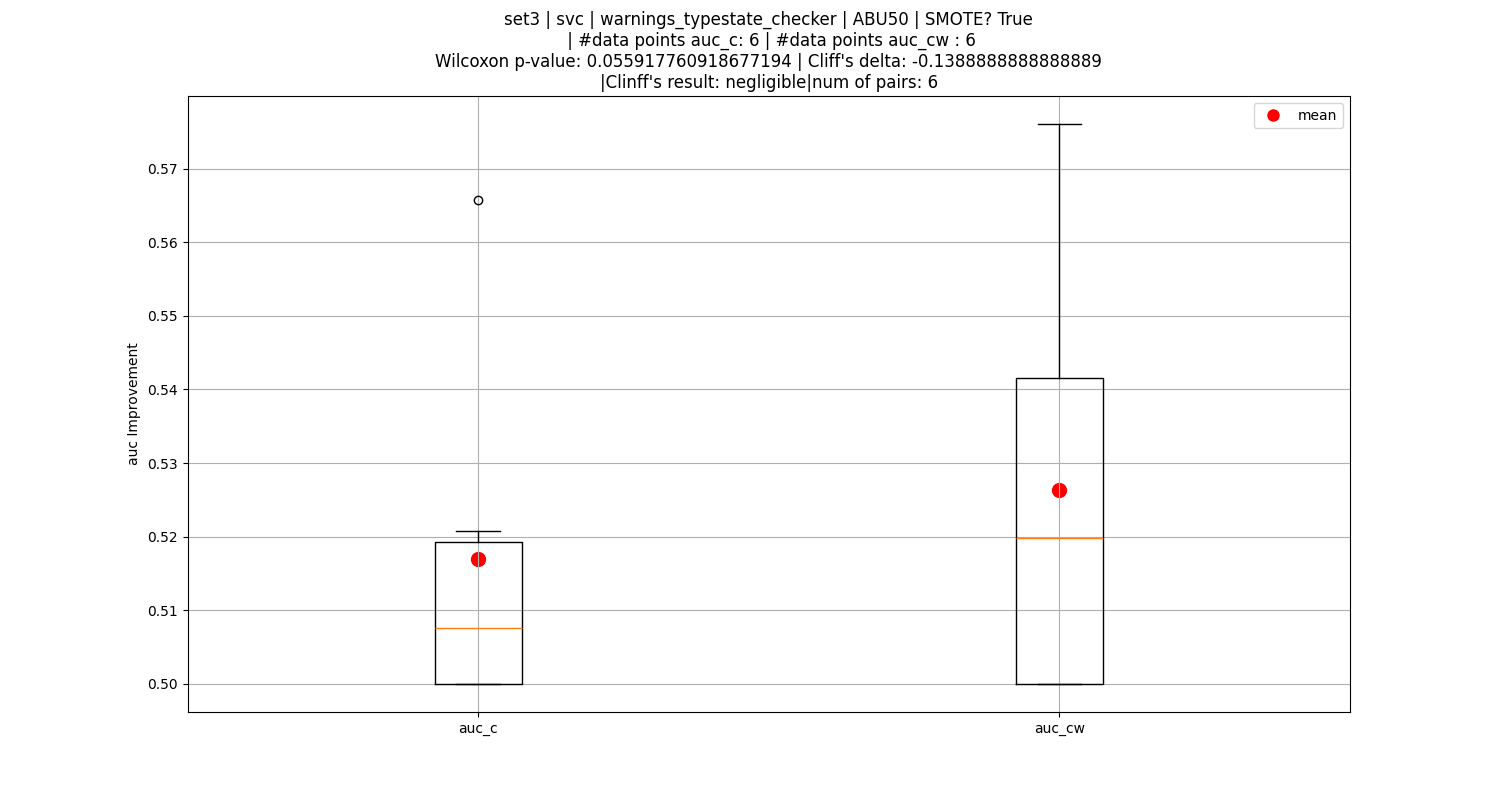 set3 | svc | warnings_typestate_checker | ABU50 | SMOTE? True
| #data points auc_c: 6 | #data points auc_cw : 6
Wilcoxon p-value: 0.055917760918677194 | Cliff's delta: -0.1388888888888889
|Clinff's result: negligible|num of pairs: 6
mean
0.57
0.56
0.55
0.54
0.53
0.52
0.51
0.50
auc Improvement
auc_c
auc_cw